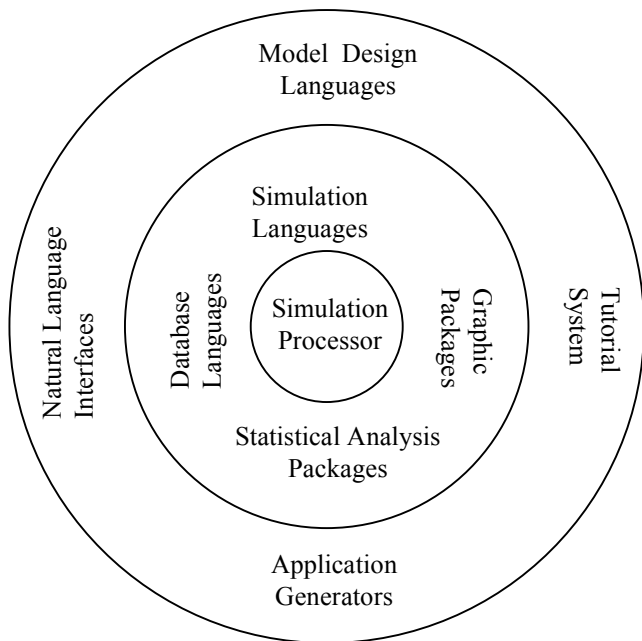 Model Design
Languages
Simulation
Languages
Natural Language
Interfaces
Database
Languages
Simulation
Processor
Graphic
Packages
Tutorial
System
Statistical Analysis
Packages
Application
Generators